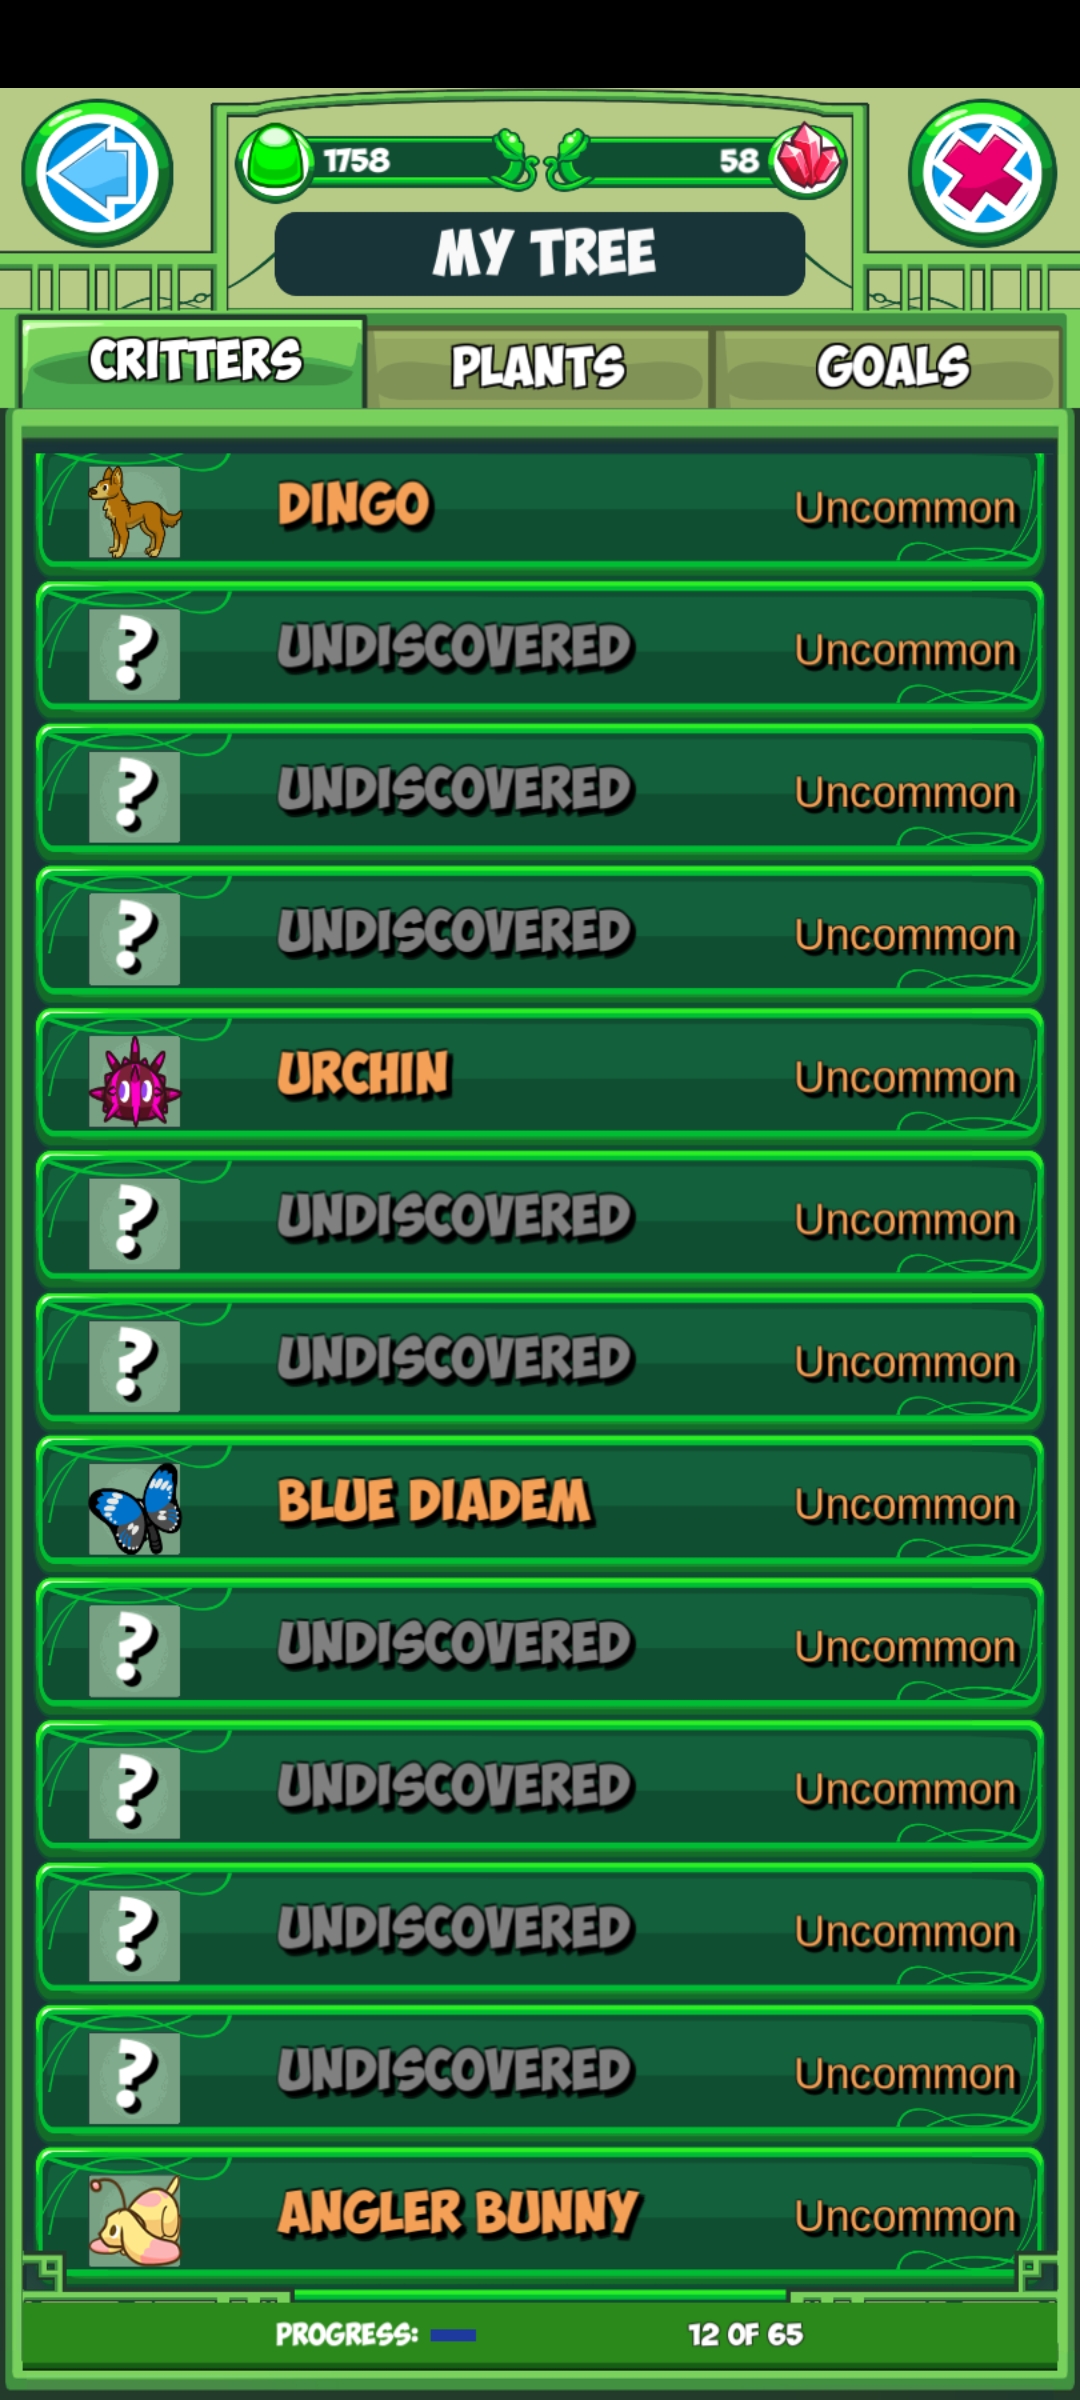 1758
58
MY TREE
CRITTERS
PLANTS
GOALS
DINGO Uncommon
? UNDISCOVERED Uncommon
? UNDISCOVERED Uncommon
? UNDISCOVERED Uncommon
URCHIN Uncommon
? UNDISCOVERED Uncommon
? UNDISCOVERED Uncommon
BLUE DIADEM Uncommon
? UNDISCOVERED Uncommon
? UNDISCOVERED Uncommon
? UNDISCOVERED Uncommon
? UNDISCOVERED Uncommon
ANGLER BUNNY Uncommon
PROGRESS: 12 OF 65